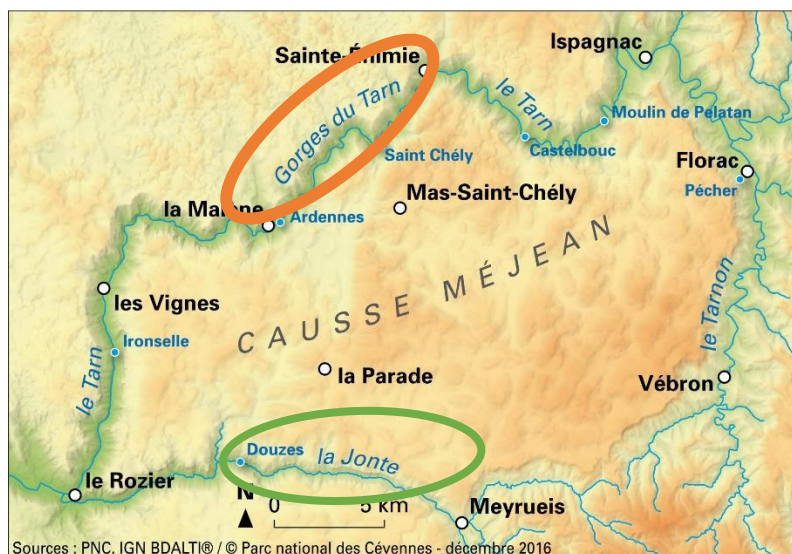 Sainte-Énimie
Ispagnac
le Tarn
Moulin de Pelatan
Gorges du Tarn
Saint Chély
Castelbouc
Florac
Pécher
Mas-Saint-Chély
la Malène
Ardennes
CAUSSE MÉJEAN
le Tarnon
les Vignes
Ironselle
le Tarn
la Parade
Vébron
Douzes
la Jonte
le Rozier
N
0 5 km
Meyrueis
Sources : PNC, IGN BDALTI® / © Parc national des Cévennes - décembre 2016